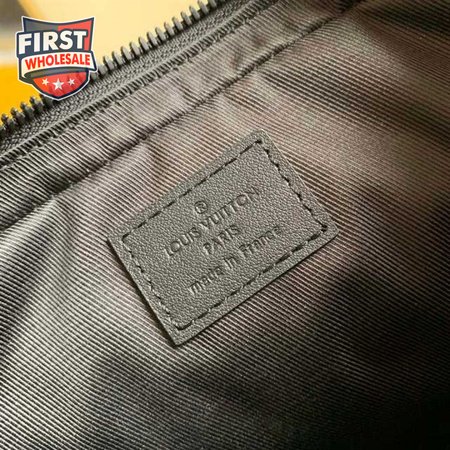 FIRST
WHOLESALE
®
LOUIS VUITTON
PARIS
made in France